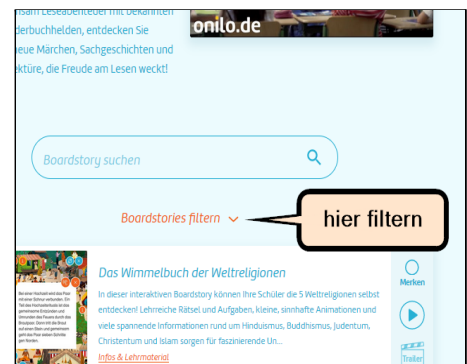 nsam Leseabenteuer mit bekannten
derbuchhelden, entdecken Sie
neue Märchen, Sachgeschichten und
ektüre, die Freude am Lesen weckt!
onilo.de
Boardstory suchen
Boardstories filtern
hier filtern
Das Wimmelbuch der Weltreligionen
In dieser interaktiven Boardstory können Ihre Schüler die 5 Weltreligionen selbst
entdecken! Lehrreiche Rätsel und Aufgaben, kleine, sinnhafte Animationen und
viele spannende Informationen rund um Hinduismus, Buddhismus, Judentum,
Christentum und Islam sorgen für faszinierende Un...
Infos & Lehrmaterial
Merken
Trailer